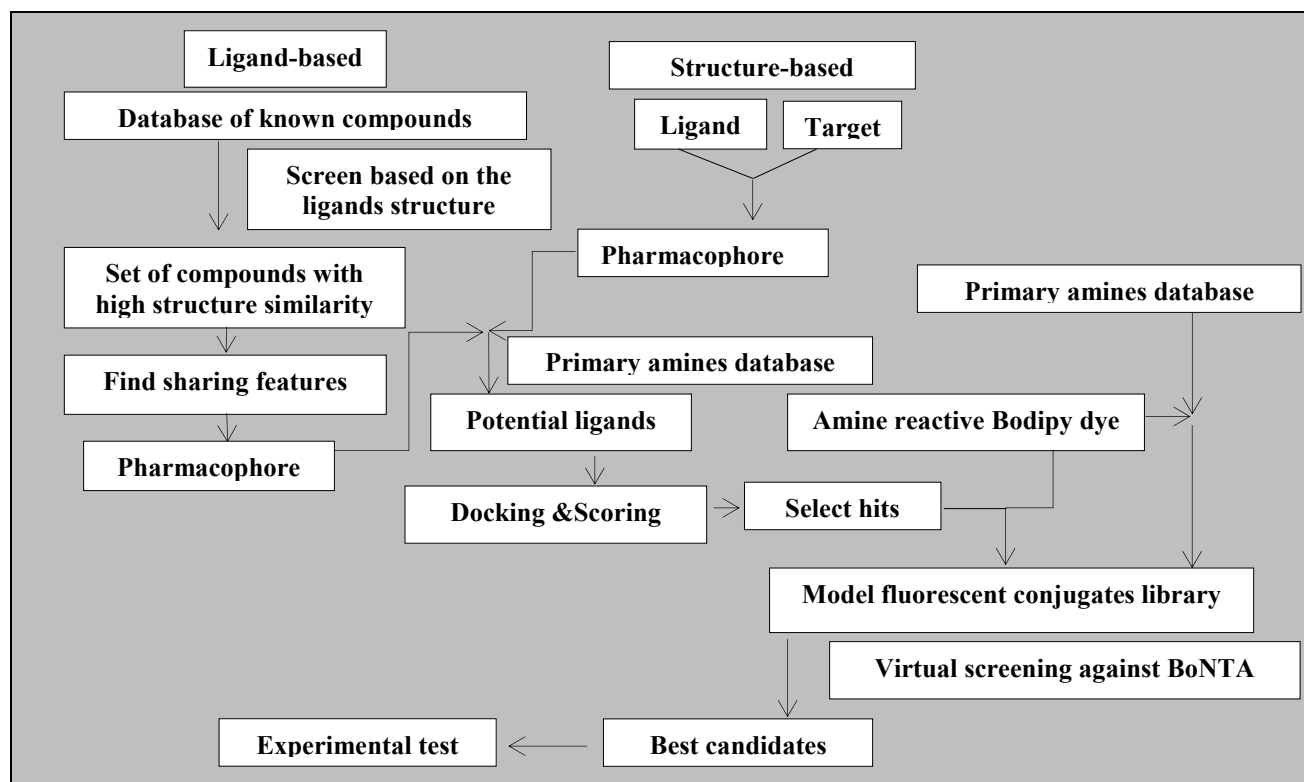 Ligand-based
Structure-based
Database of known compounds
Ligand
Target
Screen based on the
ligands structure
Pharmacophore
Set of compounds with
high structure similarity
Primary amines database
Find sharing features
Primary amines database
Potential ligands
Amine reactive Bodipy dye
Pharmacophore
Docking &Scoring
Select hits
Model fluorescent conjugates library
Virtual screening against BoNTA
Experimental test
Best candidates